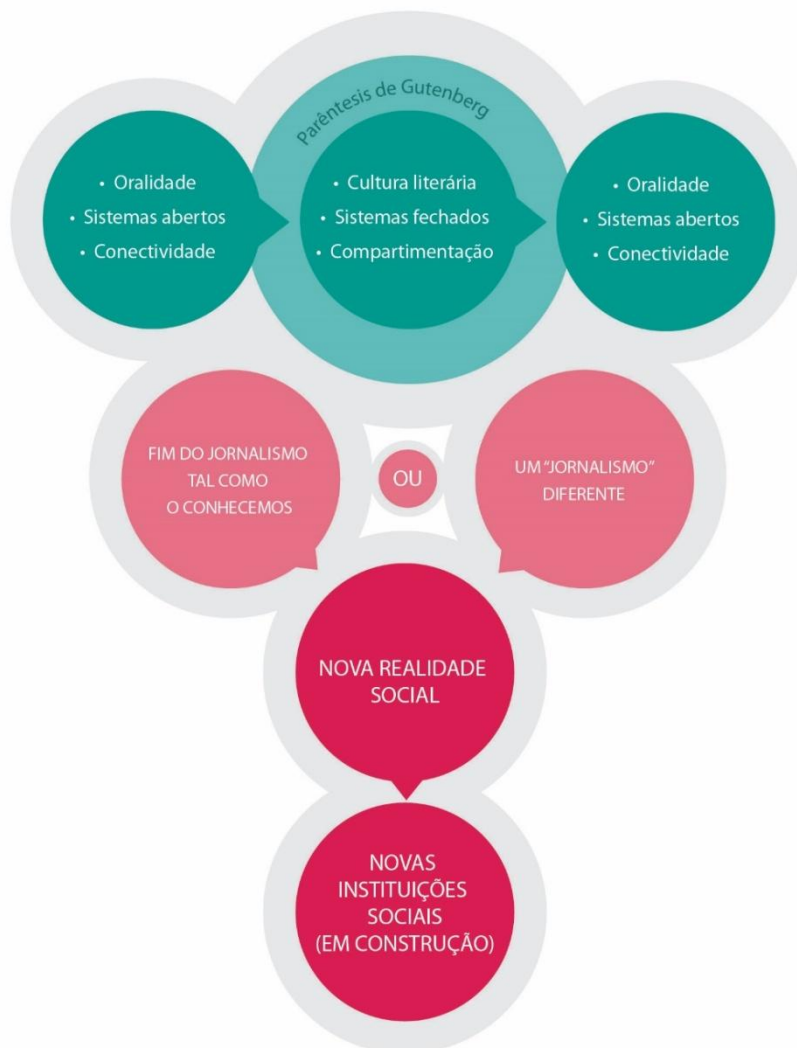 Parêntesis de Gutenberg
• Oralidade
• Sistemas abertos
• Conectividade
• Cultura literária
• Sistemas fechados
• Compartimentação
• Oralidade
• Sistemas abertos
• Conectividade
FIM DO JORNALISMO
TAL COMO
O CONHECEMOS
OU
UM "JORNALISMO"
DIFERENTE
NOVA REALIDADE
SOCIAL
NOVAS
INSTITUIÇÕES
SOCIAIS
(EM CONSTRUÇÃO)